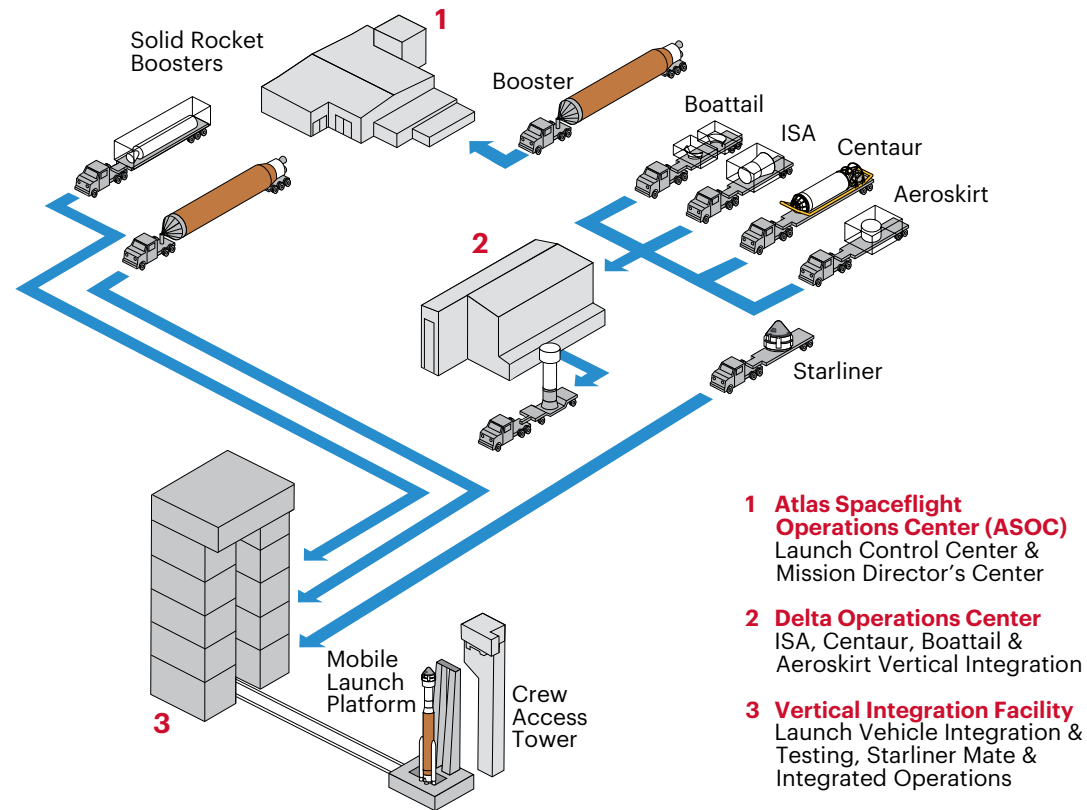 1
Solid Rocket
Boosters
Booster
Boattail
ISA
Centaur
Aeroskirt
2
Starliner
Mobile
Launch
Platform
Crew
Access
Tower
3
1 Atlas Spaceflight
Operations Center (ASOC)
Launch Control Center &
Mission Director’s Center
2 Delta Operations Center
ISA, Centaur, Boattail &
Aeroskirt Vertical Integration
3 Vertical Integration Facility
Launch Vehicle Integration &
Testing, Starliner Mate &
Integrated Operations